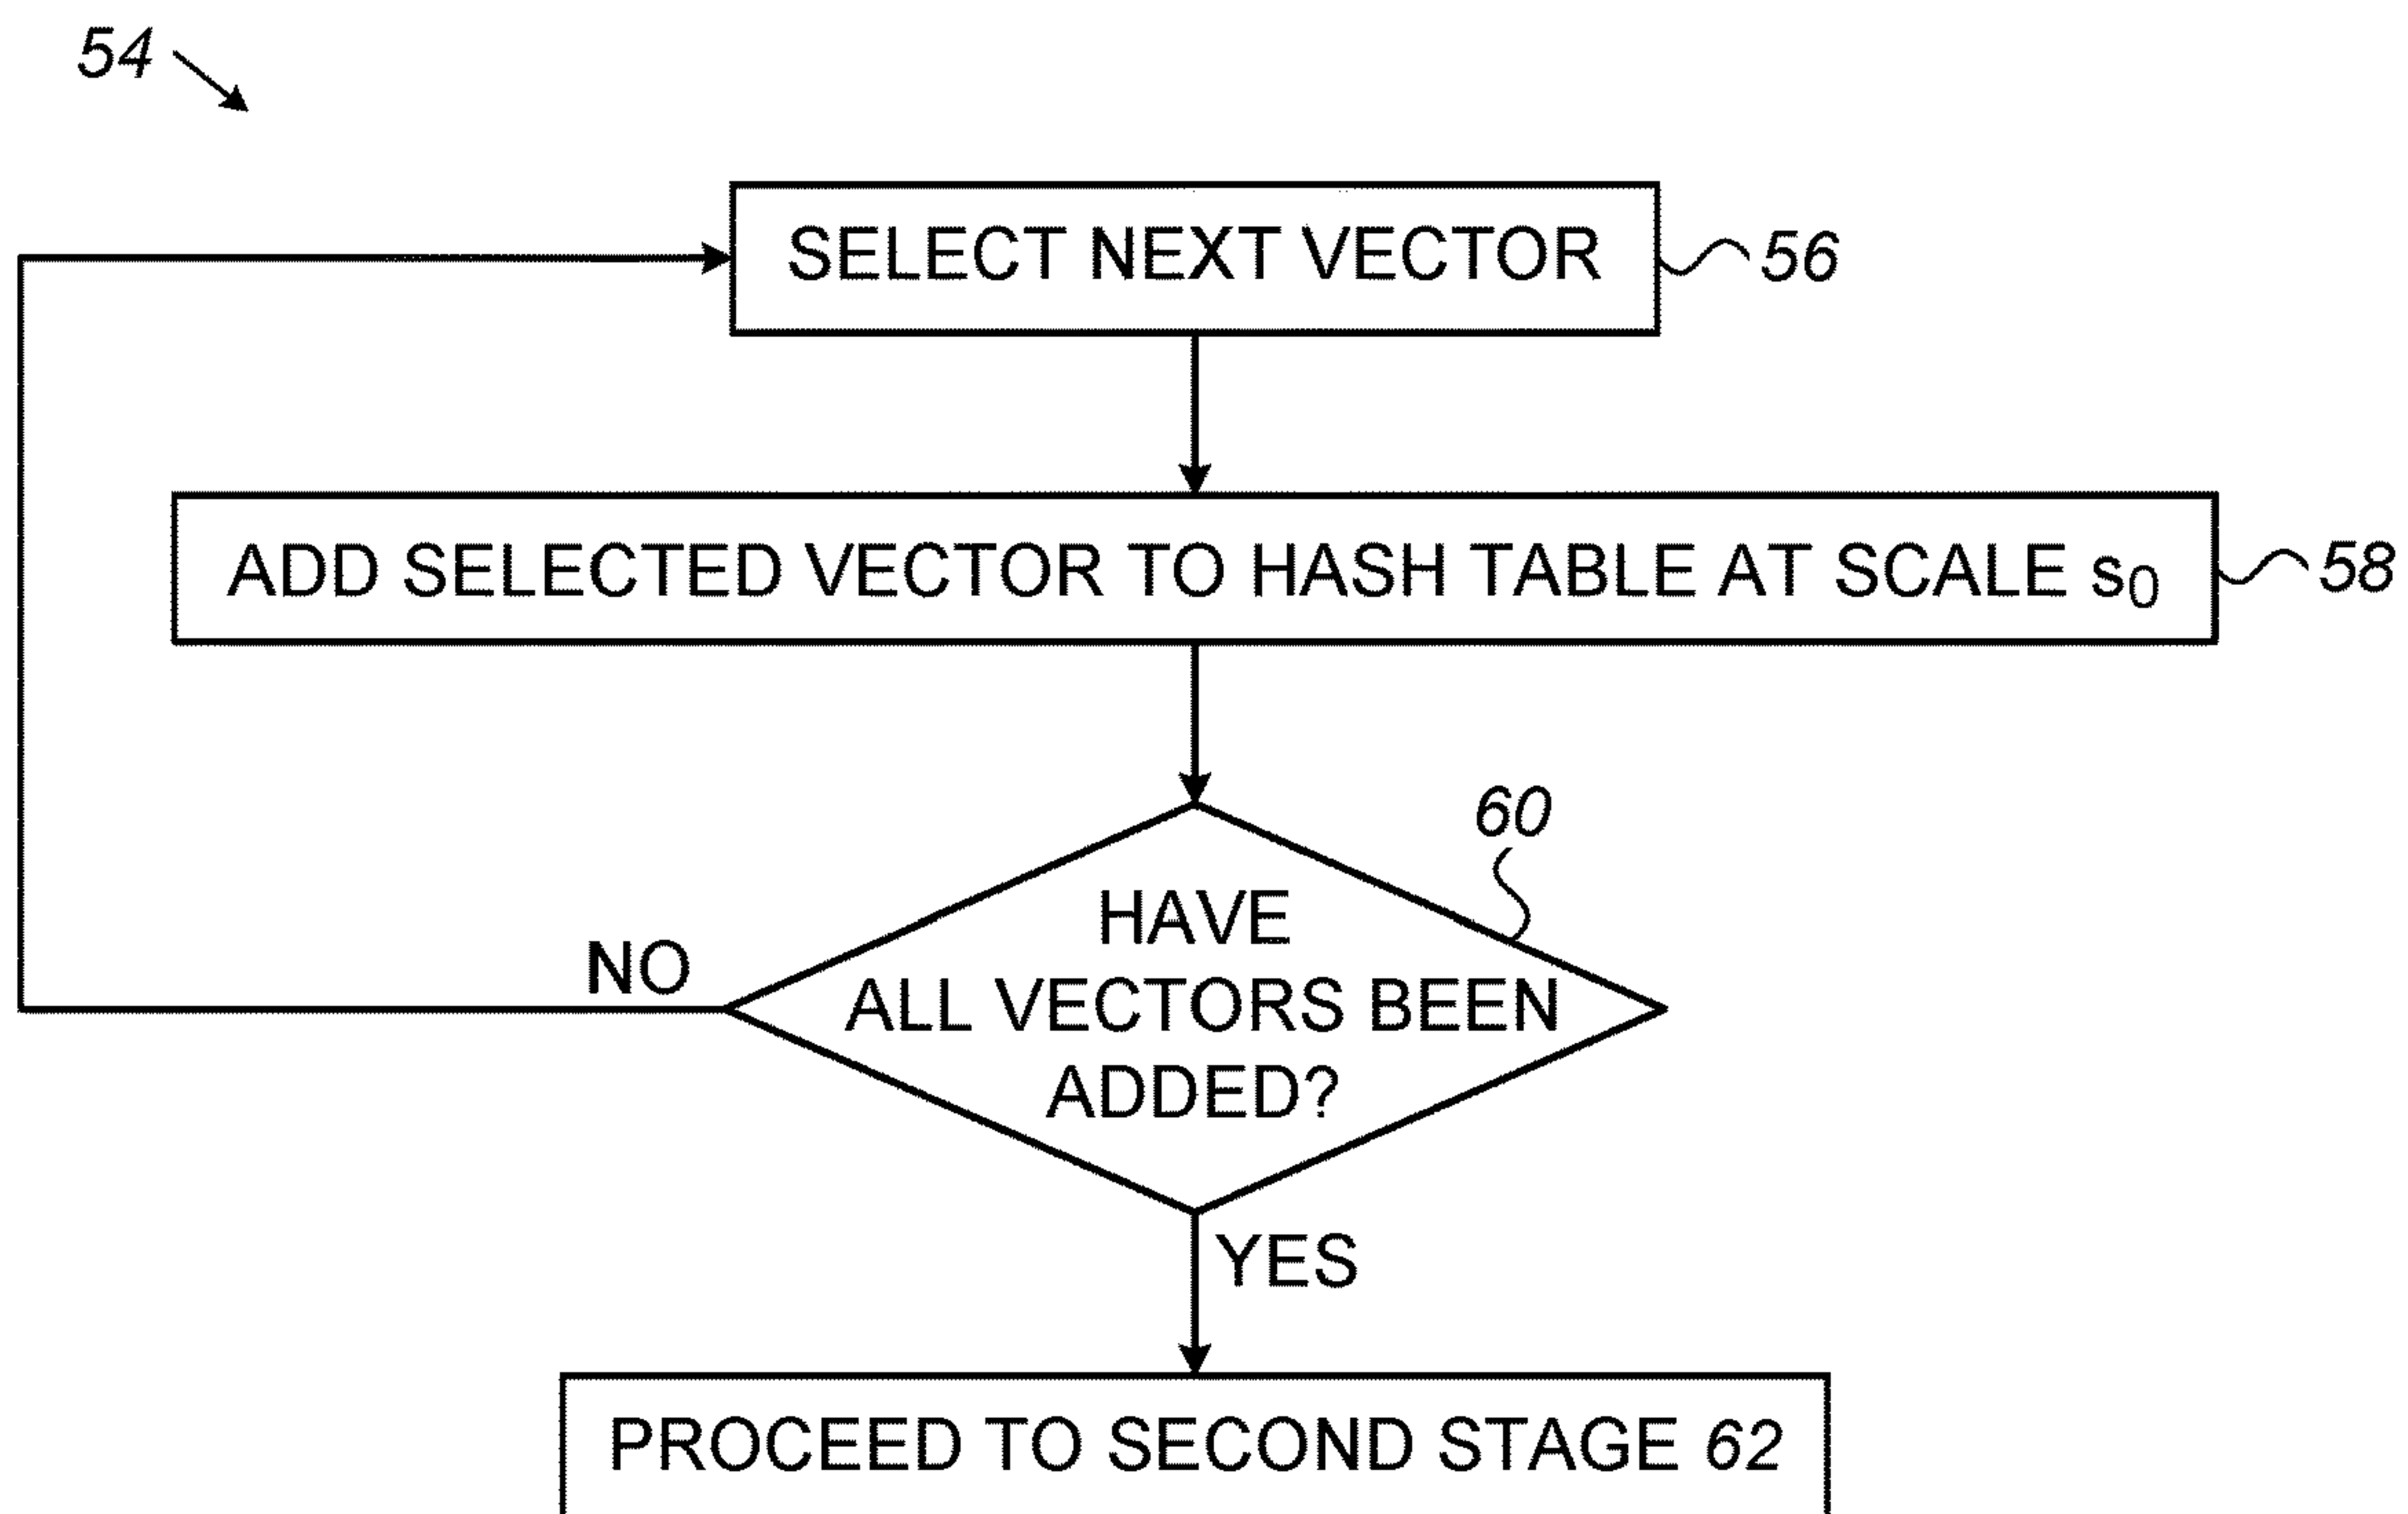 54
SELECT NEXT VECTOR 56
ADD SELECTED VECTOR TO HASH TABLE AT SCALE s₀ 58
60
HAVE
ALL VECTORS BEEN
ADDED?
NO
YES
PROCEED TO SECOND STAGE 62